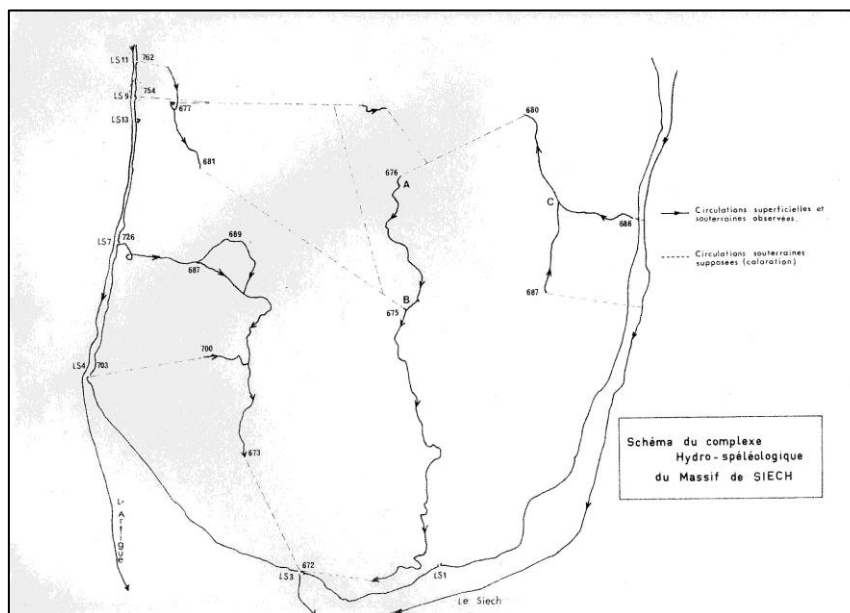 LS11
762
LS9
754
677
LS13
681
680
676
A
C
686
Circulations superficielles et
souterraines observées.
Circulations souterraines
supposées (coloration)
LS7
726
689
687
B
675
687
LS4
703
700
673
Schéma du complexe
Hydro-spéléologique
du Massif de SIECH
L'Artigue
672
LS3
LS1
Le Siech